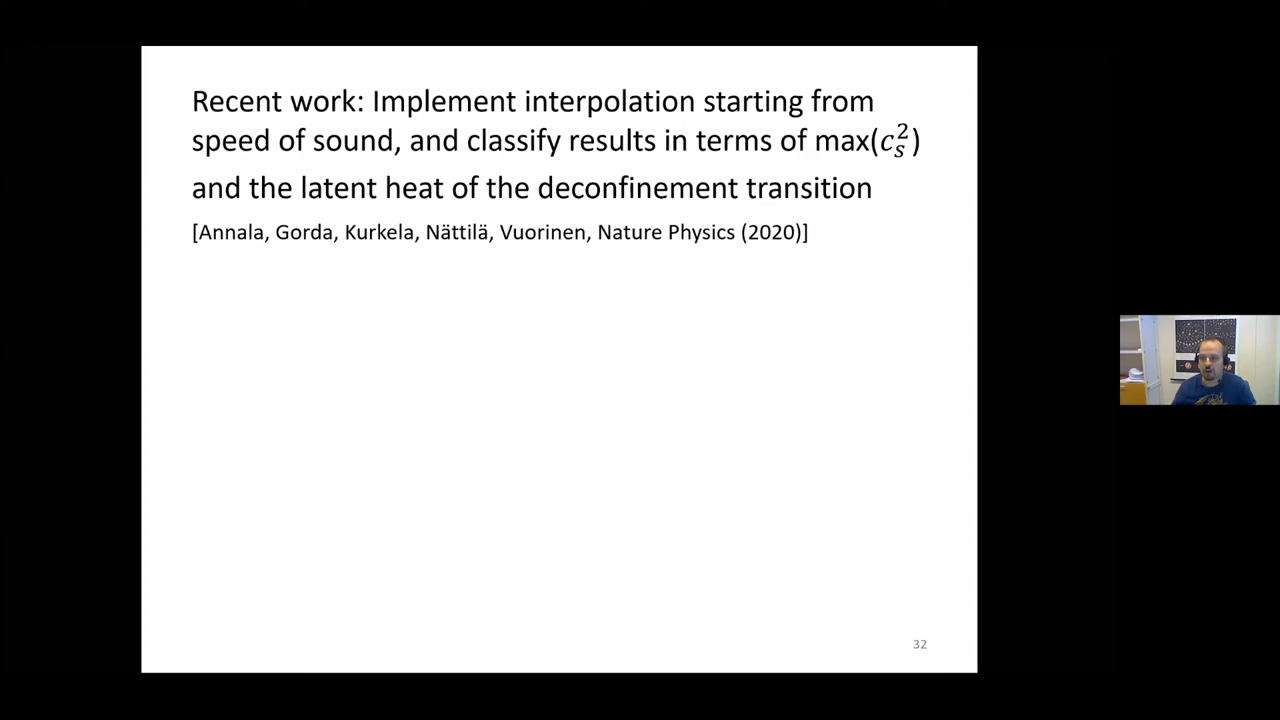 Recent work: Implement interpolation starting from
speed of sound, and classify results in terms of max(c_s^2)
and the latent heat of the deconfinement transition
[Annala, Gorda, Kurkela, Nättilä, Vuorinen, Nature Physics (2020)]
32